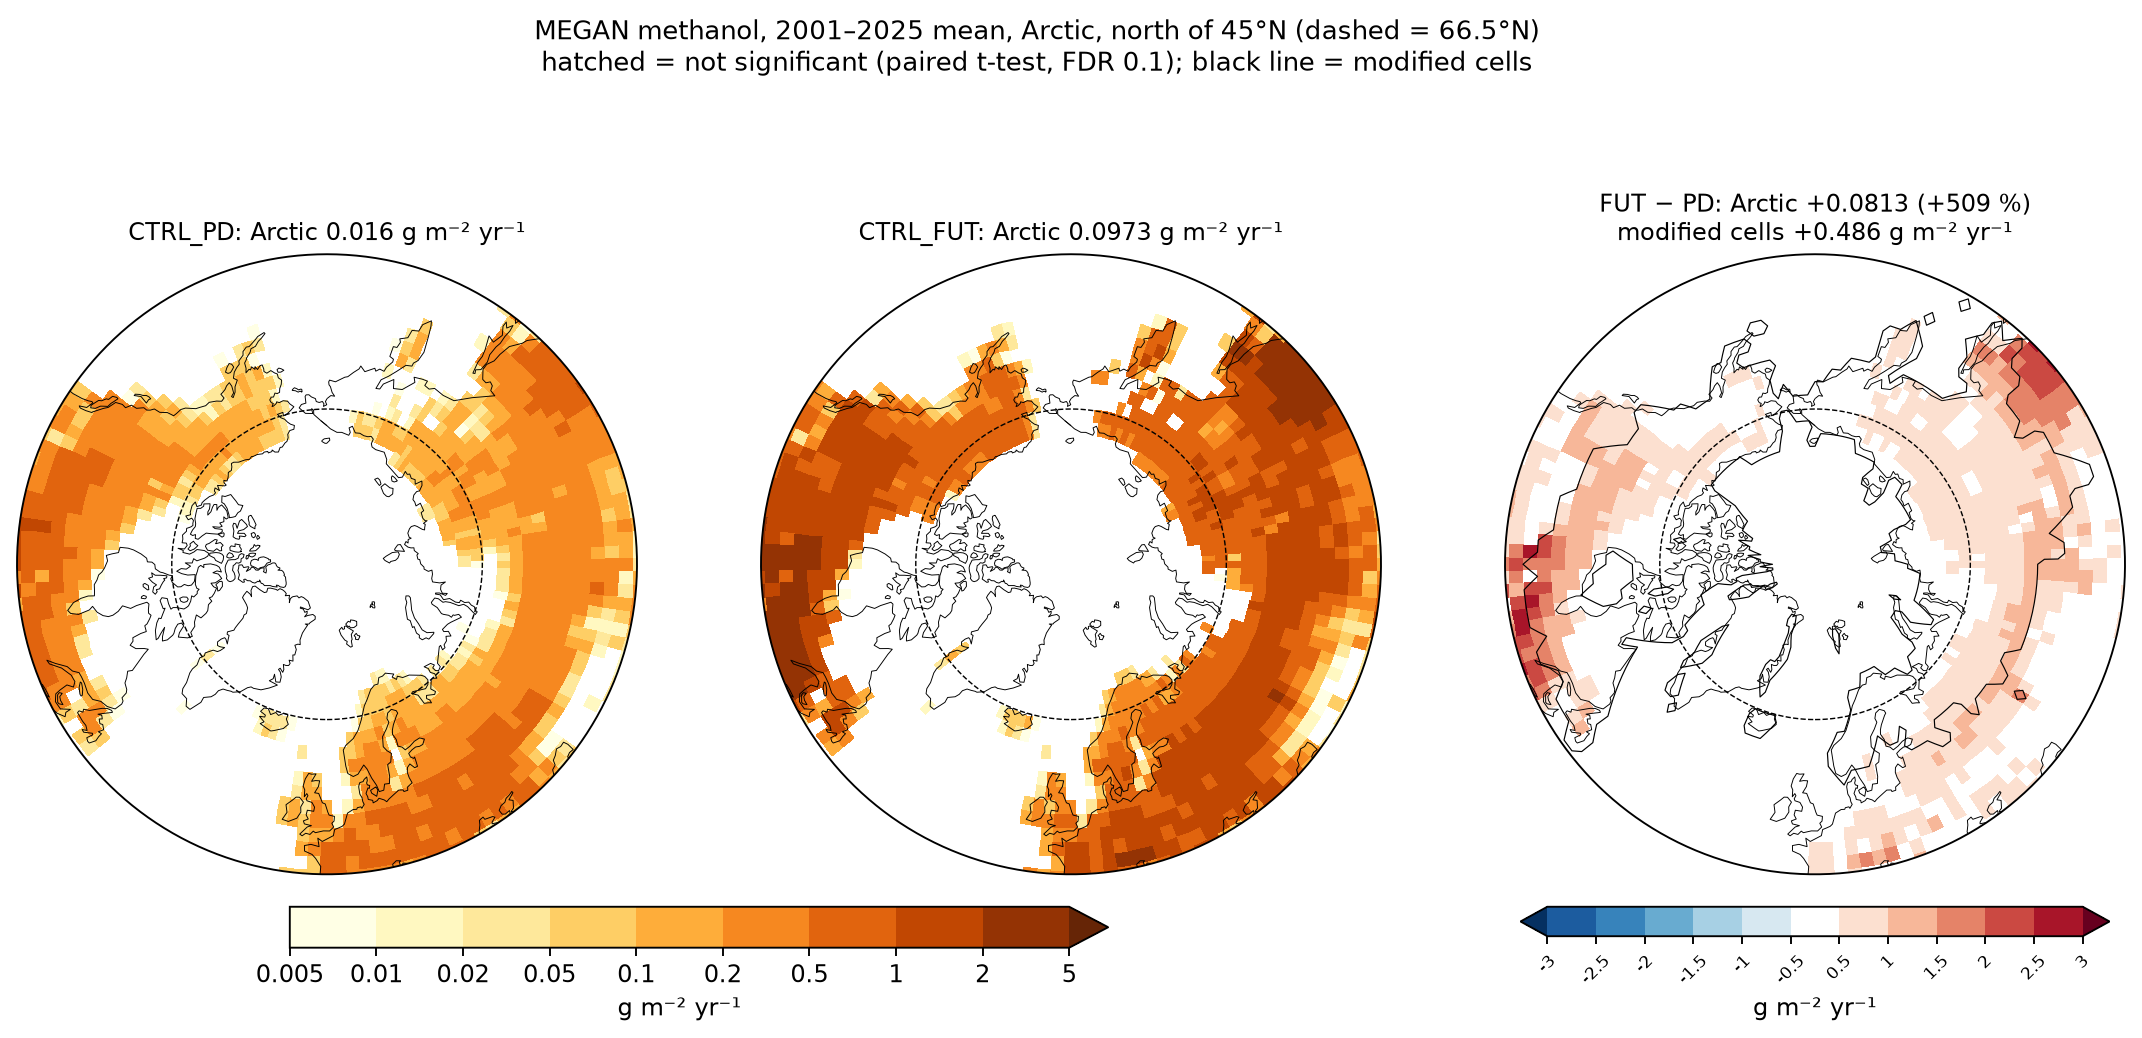 MEGAN methanol, 2001–2025 mean, Arctic, north of 45°N (dashed = 66.5°N)
hatched = not significant (paired t-test, FDR 0.1); black line = modified cells
CTRL_PD: Arctic 0.016 g m⁻² yr⁻¹
CTRL_FUT: Arctic 0.0973 g m⁻² yr⁻¹
FUT − PD: Arctic +0.0813 (+509 %)
modified cells +0.486 g m⁻² yr⁻¹
0.005 0.01 0.02 0.05 0.1 0.2 0.5 1 2 5
g m⁻² yr⁻¹
-3 -2.5 -2 -1.5 -1 -0.5 0.5 1 1.5 2 2.5 3
g m⁻² yr⁻¹